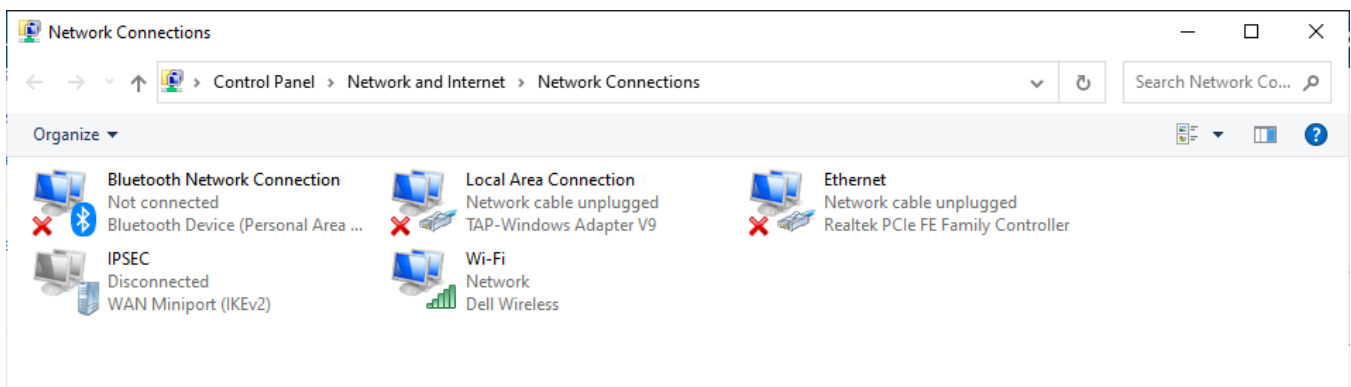 Network Connections
Control Panel > Network and Internet > Network Connections
Search Network Co...
Organize
?
Bluetooth Network Connection
Not connected
Bluetooth Device (Personal Area ...
Local Area Connection
Network cable unplugged
TAP-Windows Adapter V9
Ethernet
Network cable unplugged
Realtek PCIe FE Family Controller
IPSEC
Disconnected
WAN Miniport (IKEv2)
Wi-Fi
Network
Dell Wireless